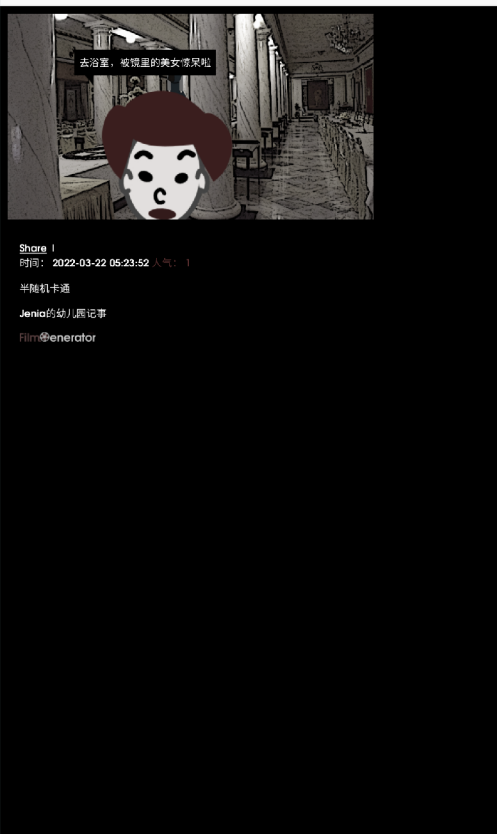 去浴室，被镜里的美女惊呆啦
Share |
时间： 2022-03-22 05:23:52 人气： 1
半随机卡通
Jenia的幼儿园记事
FilmGenerator